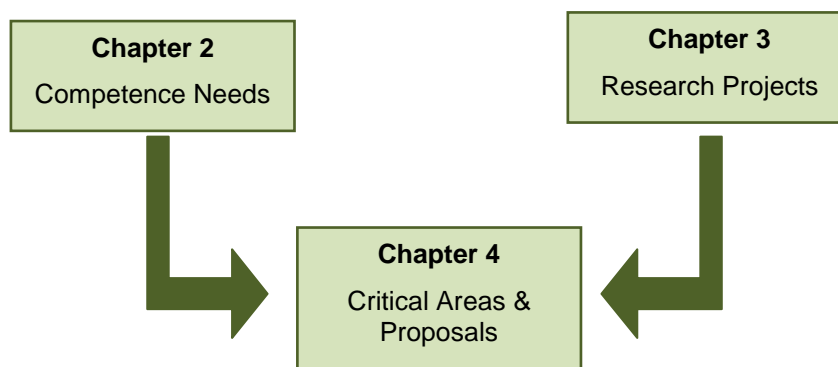 Chapter 2
Competence Needs
Chapter 3
Research Projects
Chapter 4
Critical Areas &
Proposals